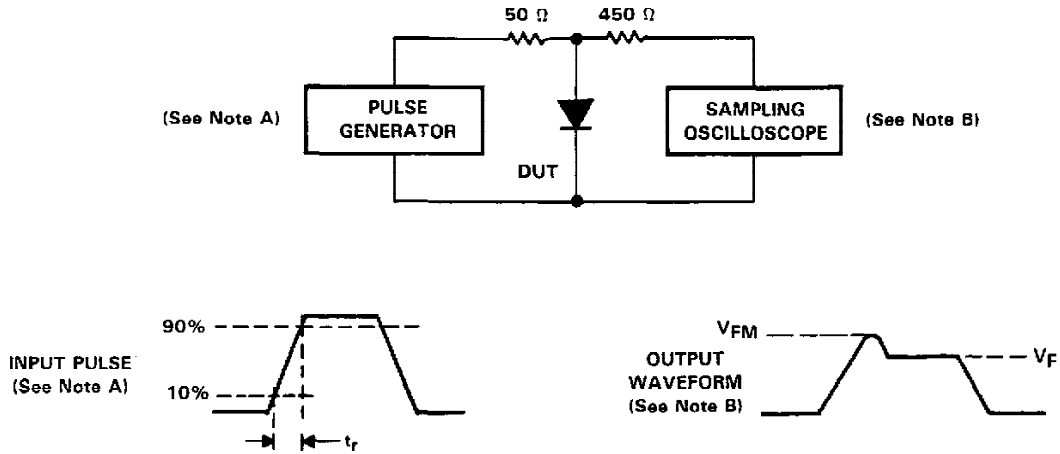 50 Ω 450 Ω
(See Note A)
PULSE
GENERATOR
SAMPLING
OSCILLOSCOPE
(See Note B)
DUT
INPUT PULSE
(See Note A)
90%
10%
tr
OUTPUT
WAVEFORM
(See Note B)
VFM
VF